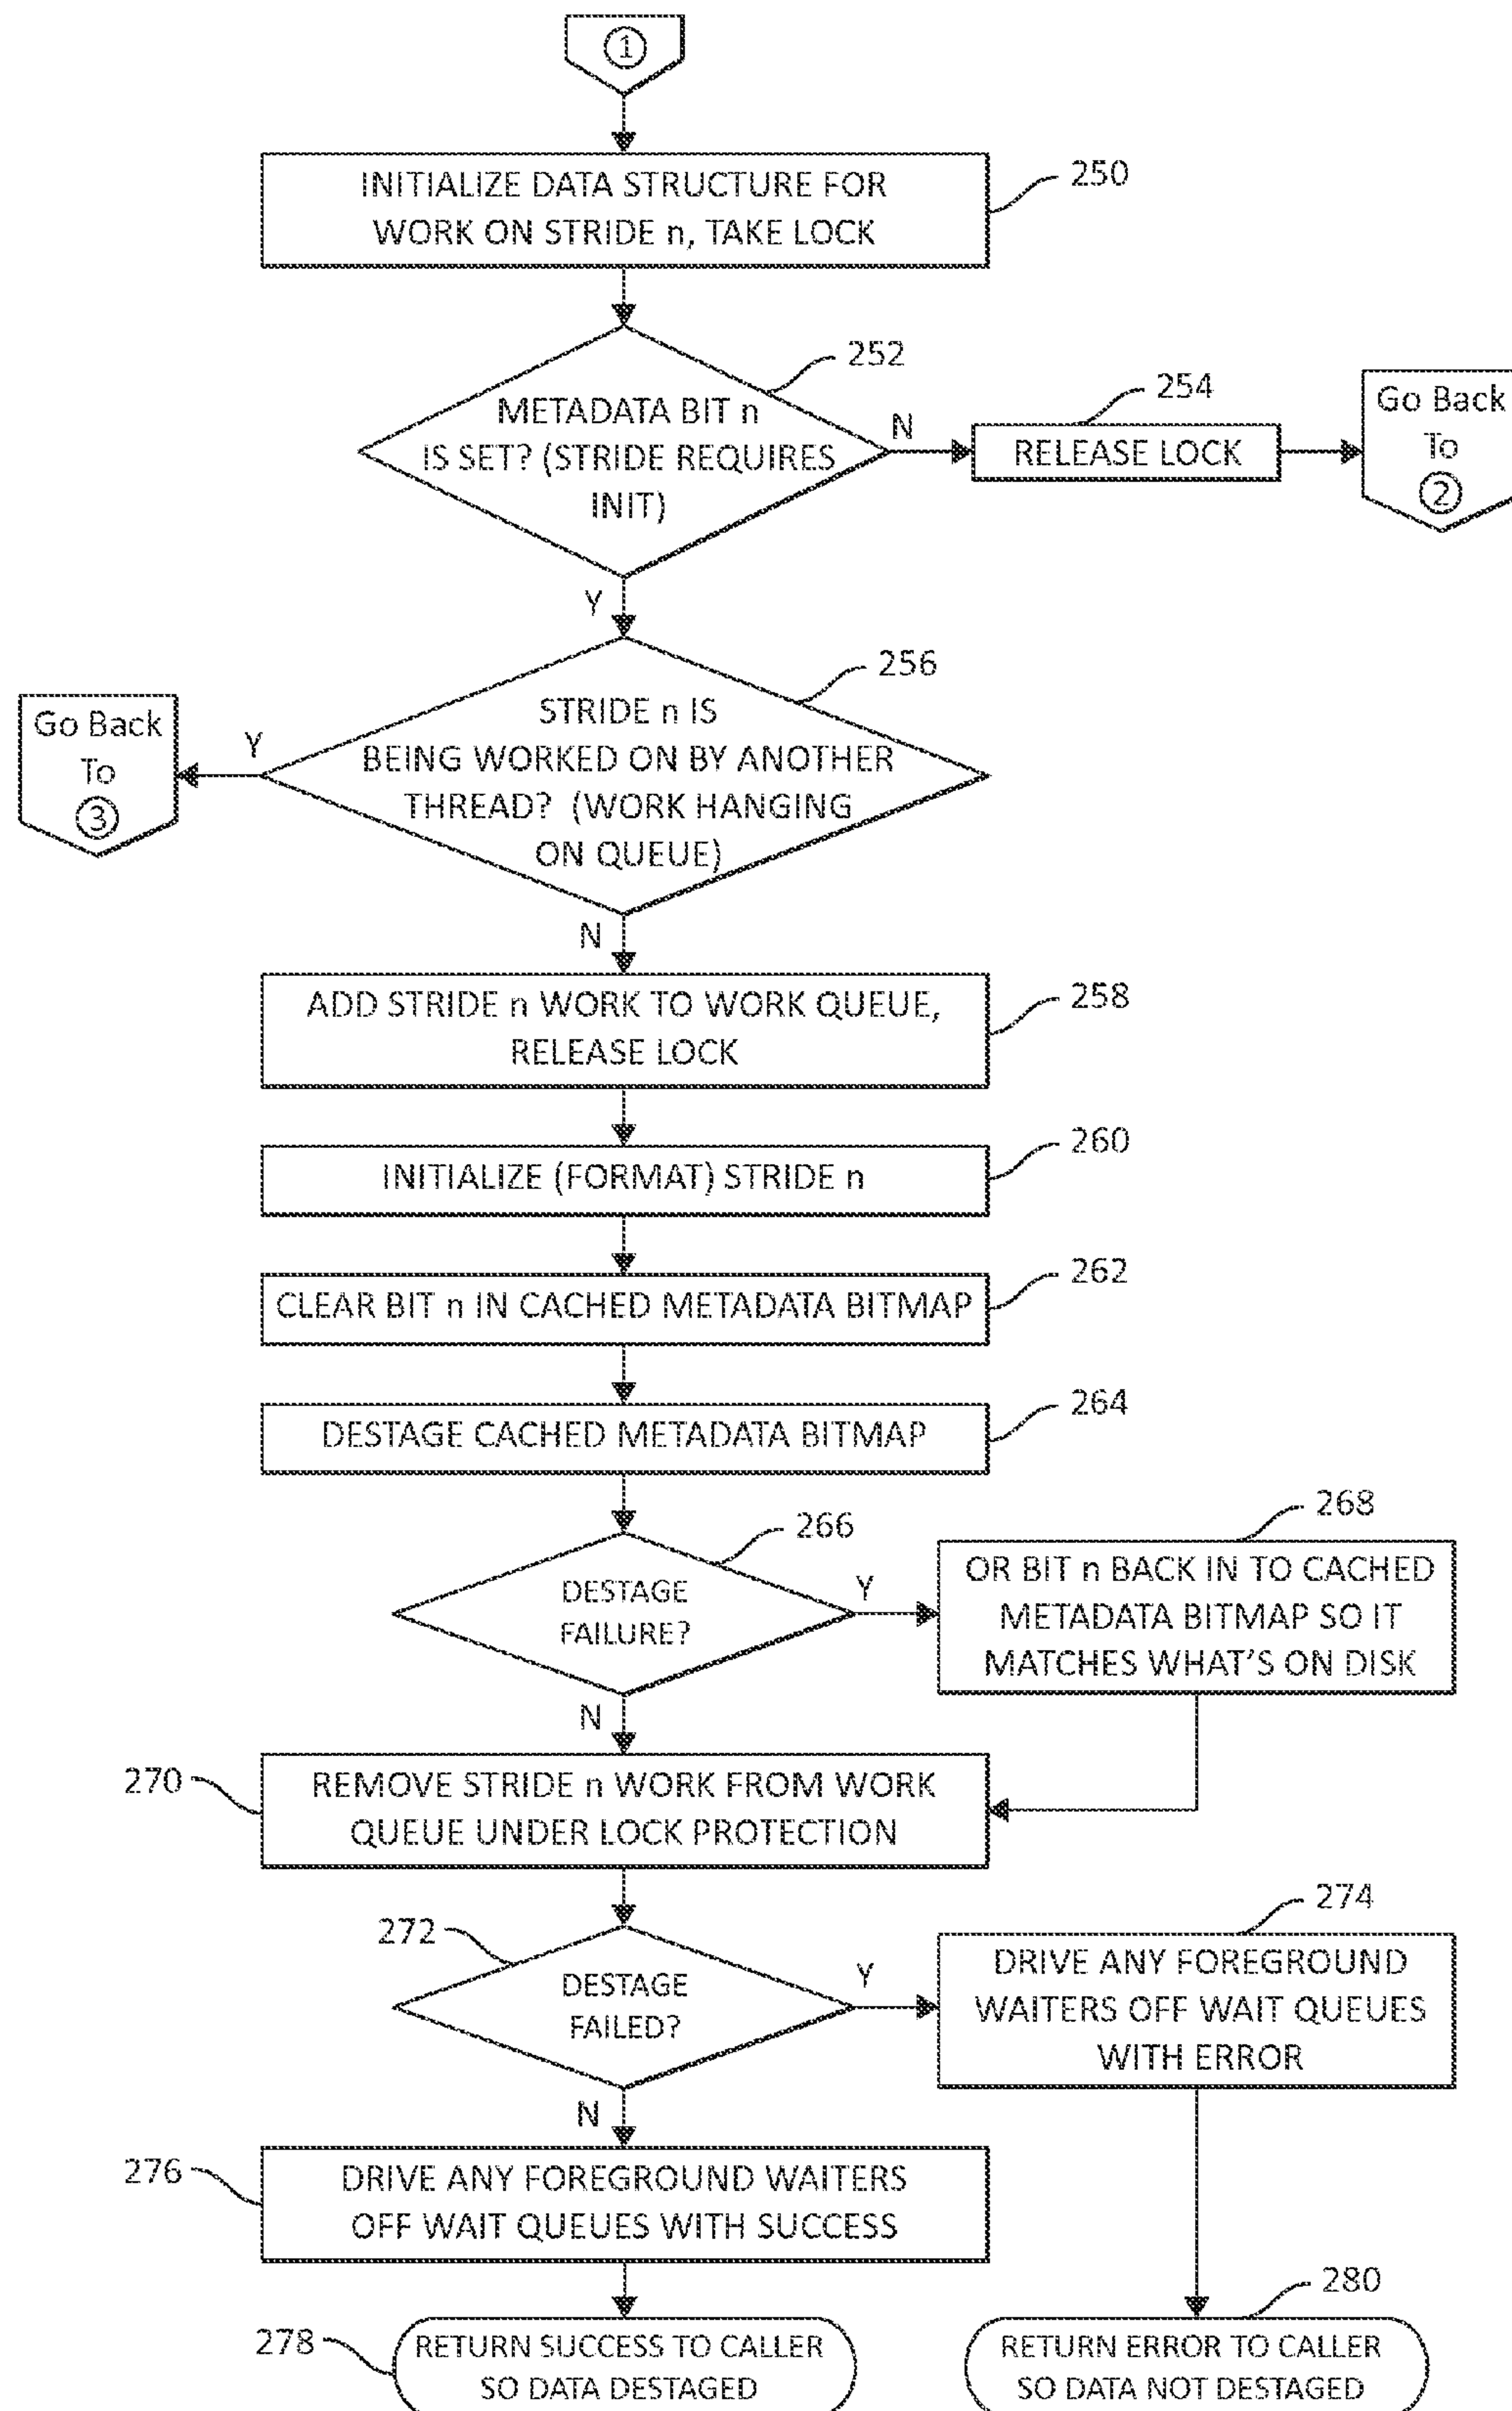 1
INITIALIZE DATA STRUCTURE FOR
WORK ON STRIDE n, TAKE LOCK
250
METADATA BIT n
IS SET? (STRIDE REQUIRES
INIT)
252
N
254
RELEASE LOCK
Go Back
To
2
Y
256
STRIDE n IS
BEING WORKED ON BY ANOTHER
THREAD? (WORK HANGING
ON QUEUE)
Y
Go Back
To
3
N
ADD STRIDE n WORK TO WORK QUEUE,
RELEASE LOCK
258
INITIALIZE (FORMAT) STRIDE n
260
CLEAR BIT n IN CACHED METADATA BITMAP
262
DESTAGE CACHED METADATA BITMAP
264
DESTAGE
FAILURE?
266
Y
268
OR BIT n BACK IN TO CACHED
METADATA BITMAP SO IT
MATCHES WHAT'S ON DISK
N
270
REMOVE STRIDE n WORK FROM WORK
QUEUE UNDER LOCK PROTECTION
272
DESTAGE
FAILED?
Y
274
DRIVE ANY FOREGROUND
WAITERS OFF WAIT QUEUES
WITH ERROR
N
276
DRIVE ANY FOREGROUND WAITERS
OFF WAIT QUEUES WITH SUCCESS
278
RETURN SUCCESS TO CALLER
SO DATA DESTAGED
280
RETURN ERROR TO CALLER
SO DATA NOT DESTAGED